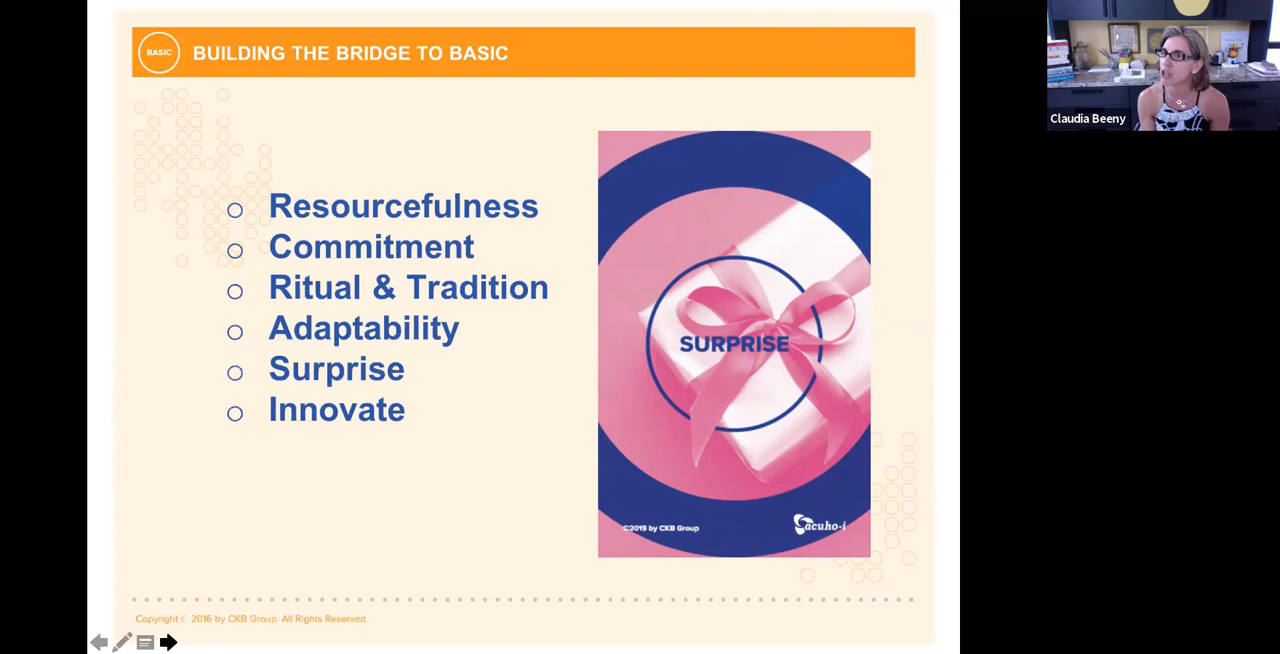 BASIC
BUILDING THE BRIDGE TO BASIC
Resourcefulness
Commitment
Ritual & Tradition
Adaptability
Surprise
Innovate
SURPRISE
©2019 by CKB Group
acuho-i
Copyright © 2016 by CKB Group. All Rights Reserved.
Claudia Beeny